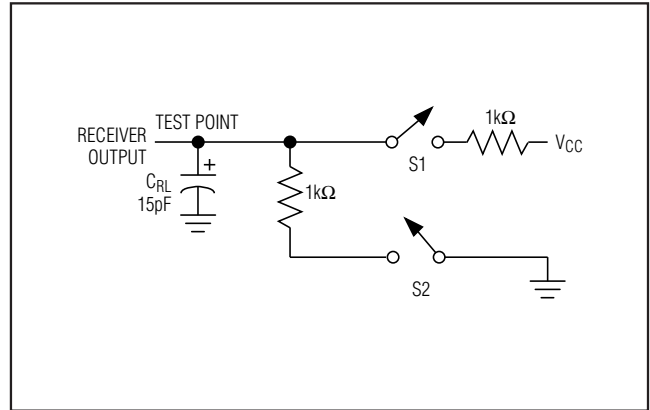 TEST POINT
RECEIVER
OUTPUT
+
CRL
15pF
1kΩ
S1
1kΩ
VCC
S2